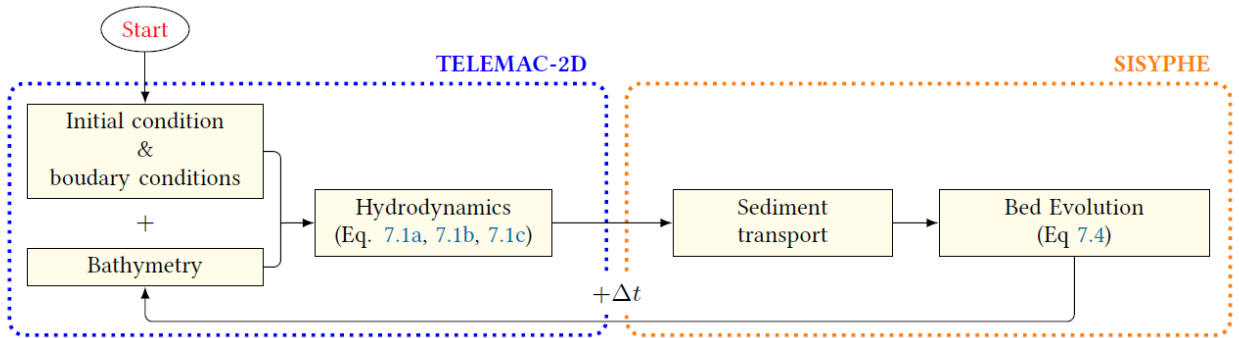 Start
TELEMAC-2D
SISYPHE
Initial condition
&
boudary conditions
+
Bathymetry
Hydrodynamics
(Eq. 7.1a, 7.1b, 7.1c)
Sediment
transport
Bed Evolution
(Eq 7.4)
+Δt